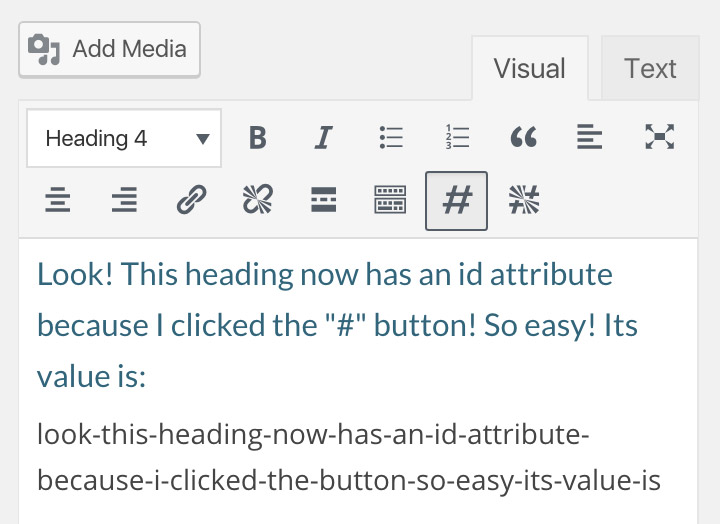 Add Media
Visual
Text
Heading 4
B
I
#
Look! This heading now has an id attribute
because I clicked the "#" button! So easy! Its
value is:
look-this-heading-now-has-an-id-attribute-
because-i-clicked-the-button-so-easy-its-value-is